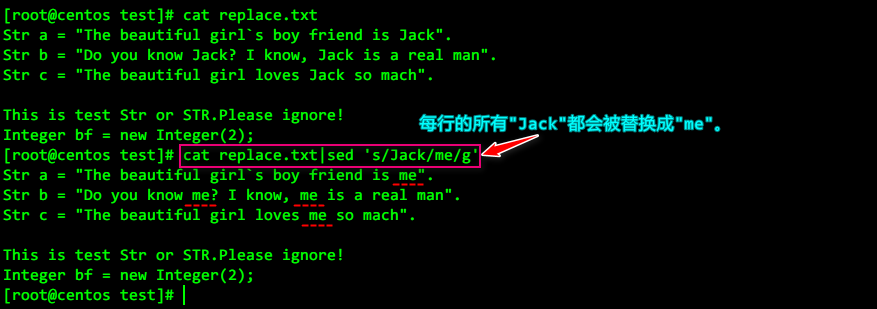 [root@centos test]# cat replace.txt
Str a = "The beautiful girl`s boy friend is Jack".
Str b = "Do you know Jack? I know, Jack is a real man".
Str c = "The beautiful girl loves Jack so mach".
This is test Str or STR.Please ignore!
Integer bf = new Integer(2);
每行的所有"Jack"都会被替换成"me"。
[root@centos test]# cat replace.txt|sed 's/Jack/me/g'
Str a = "The beautiful girl`s boy friend is me".
Str b = "Do you know me? I know, me is a real man".
Str c = "The beautiful girl loves me so mach".
This is test Str or STR.Please ignore!
Integer bf = new Integer(2);
[root@centos test]#